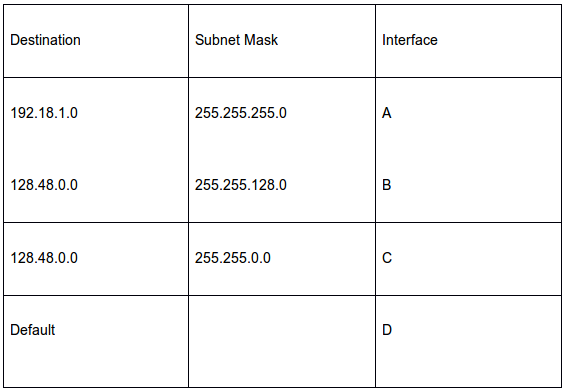 Destination Subnet Mask Interface
192.18.1.0 255.255.255.0 A
128.48.0.0 255.255.128.0 B
128.48.0.0 255.255.0.0 C
Default D